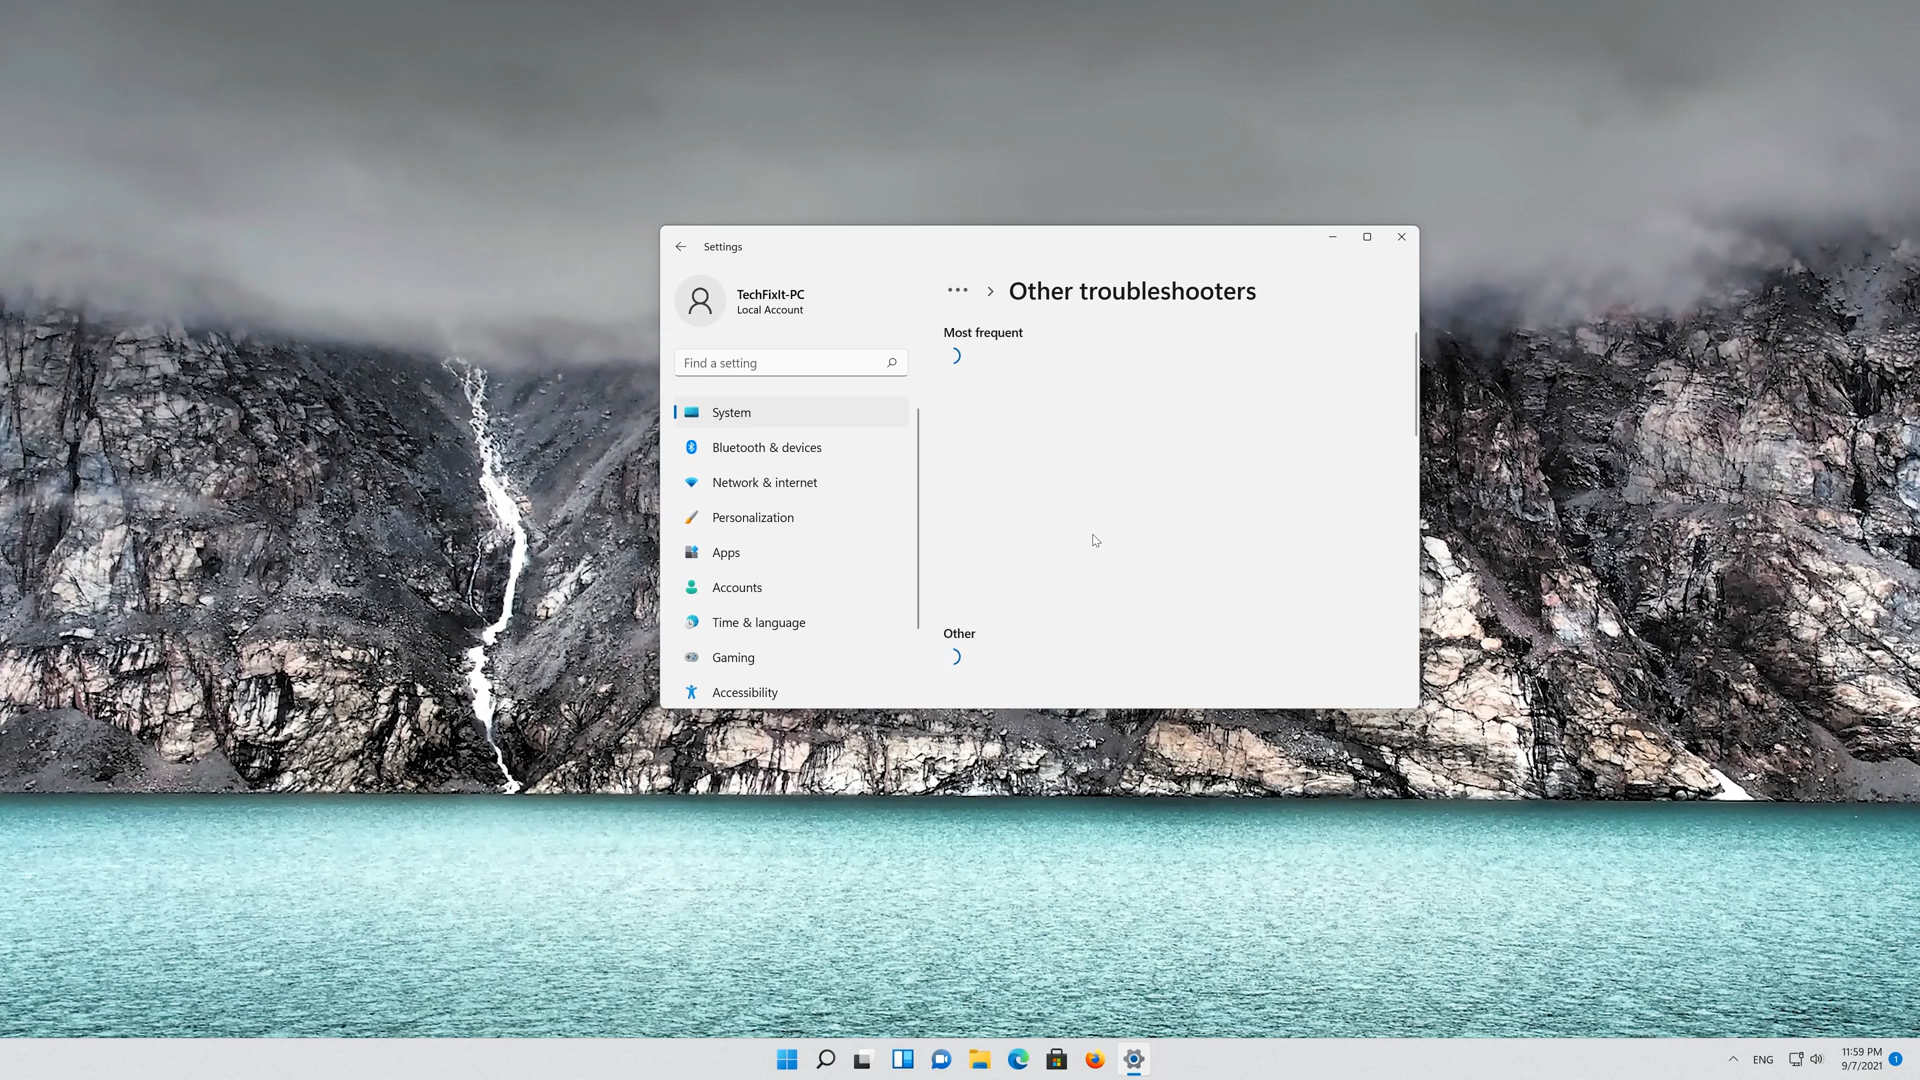 Settings
TechFixIt-PC
Local Account
Find a setting
System
Bluetooth & devices
Network & internet
Personalization
Apps
Accounts
Time & language
Gaming
Accessibility
Other troubleshooters
Most frequent
Other
ENG
11:59 PM
9/7/2021
1